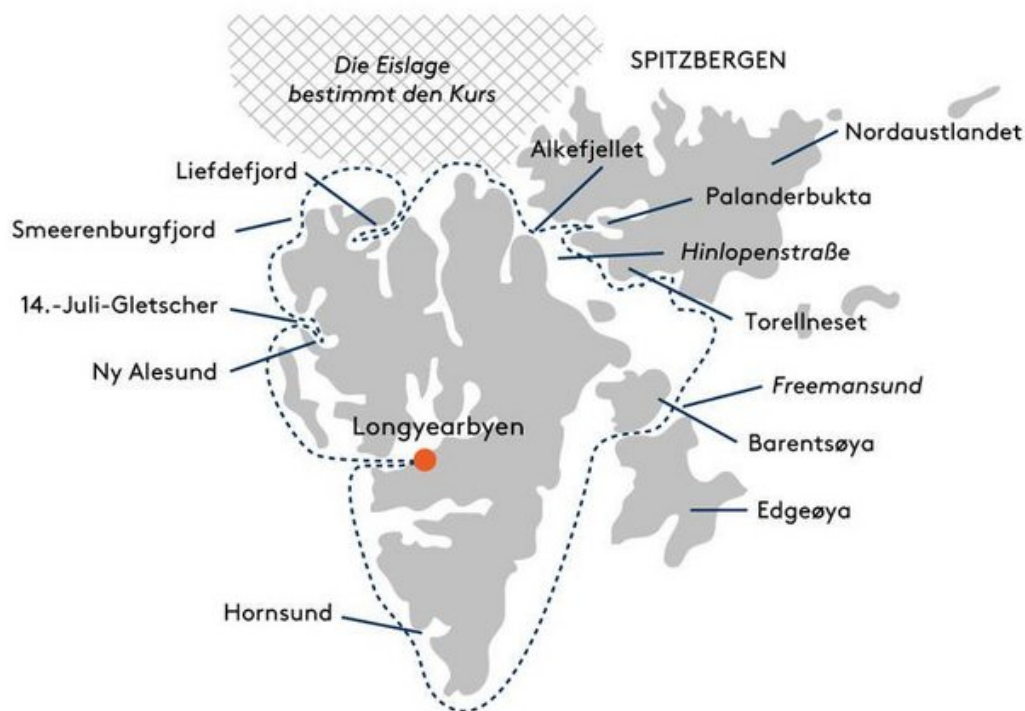 Die Eislage
bestimmt den Kurs
SPITZBERGEN
Nordaustlandet
Alkefjellet
Liefdefjord
Palanderbukta
Smeerenburgfjord
Hinlopenstraße
14.-Juli-Gletscher
Torellneset
Ny Alesund
Freemansund
Longyearbyen
Barentsøya
Edgeøya
Hornsund